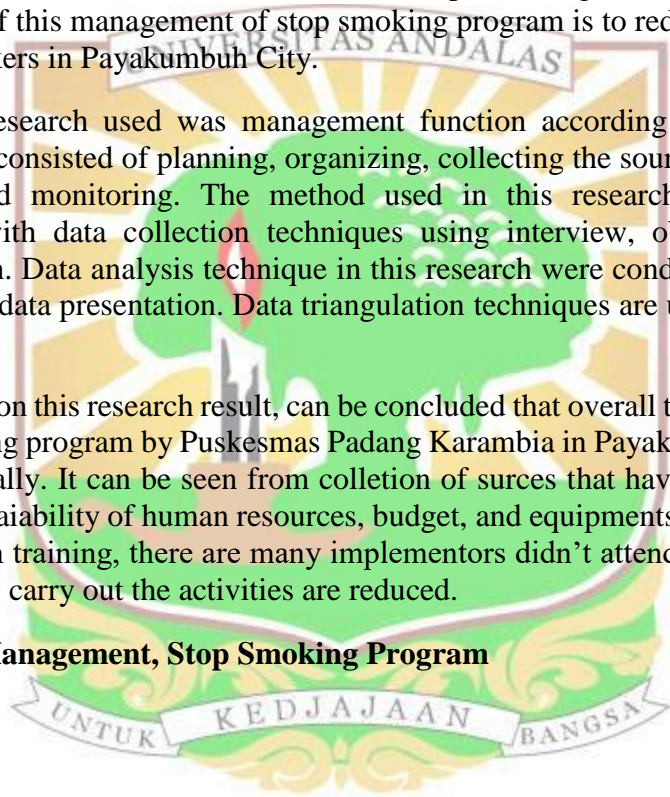 f this management of stop smoking program is to red
UNIVERSITAS ANDALAS
kers in Payakumbuh City.
esearch used was management function according
consisted of planning, organizing, collecting the sour
d monitoring. The method used in this research
vith data collection techniques using interview, o
n. Data analysis technique in this research were cond
data presentation. Data triangulation techniques are u
on this research result, can be concluded that overall t
ng program by Puskesmas Padang Karambia in Payak
ally. It can be seen from colletion of surces that hav
aiability of human resources, budget, and equipments
n training, there are many implementors didn't attend
carry out the activities are reduced.
Management, Stop Smoking Program
UNTUK KEDJAJAAN BANGSA